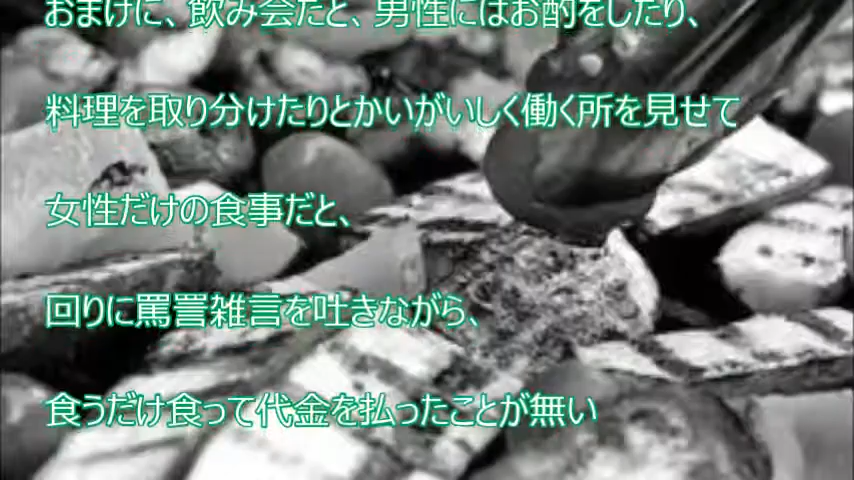 おまけに、飲み会だと、男性にはお酌をしたり、
料理を取り分けたりとかいがいしく働く所を見せて
女性だけの食事だと、
回りに罵詈雑言を吐きながら、
食うだけ食って代金を払ったことが無い